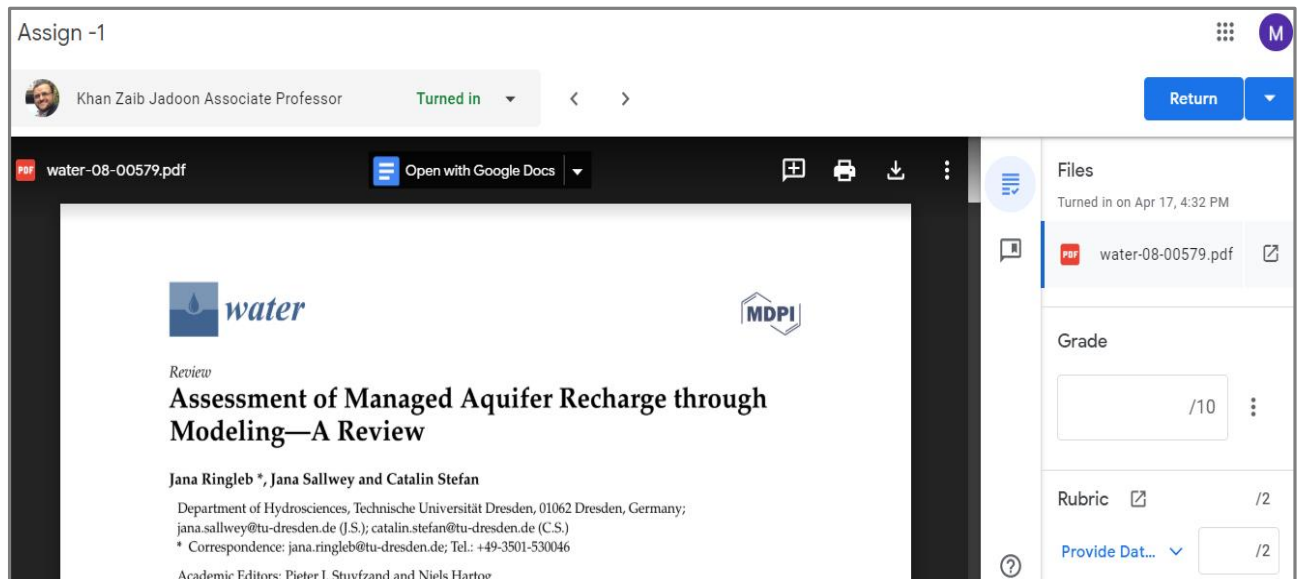 Assign -1
M
Khan Zaib Jadoon Associate Professor
Turned in
Return
PDF water-08-00579.pdf
Open with Google Docs
Files
Turned in on Apr 17, 4:32 PM
PDF water-08-00579.pdf
water
MDPI
Grade
/10
Review
Assessment of Managed Aquifer Recharge through
Modeling—A Review
Jana Ringleb *, Jana Sallwey and Catalin Stefan
Department of Hydrosciences, Technische Universität Dresden, 01062 Dresden, Germany;
jana.sallwey@tu-dresden.de (J.S.); catalin.stefan@tu-dresden.de (C.S.)
* Correspondence: jana.ringleb@tu-dresden.de; Tel.: +49-3501-530046
Academic Editors: Pieter J. Stuyfzand and Niels Hartog
Rubric /2
Provide Dat... /2